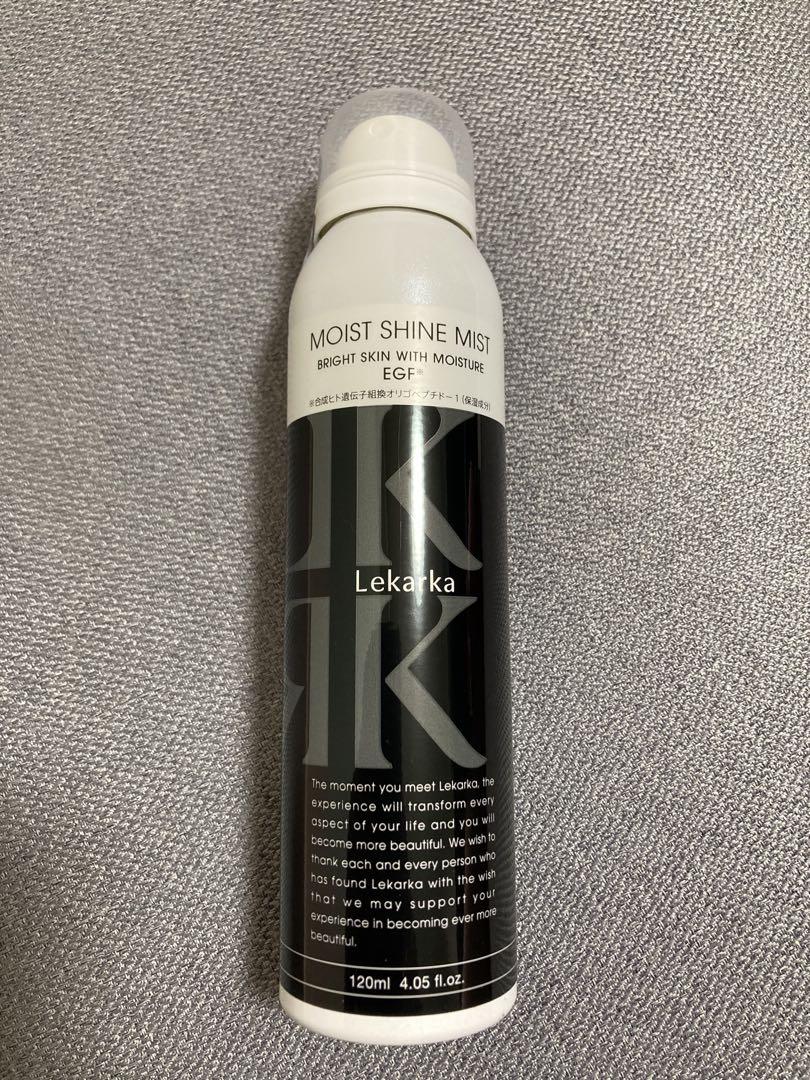 MOIST SHINE MIST
BRIGHT SKIN WITH MOISTURE
EGF※
※合成ヒト遺伝子組換オリゴペプチドー1(保湿成分)
K
Lekarka
K
The moment you meet Lekarka, the
experience will transform every
aspect of your life and you will
become more beautiful. We wish to
thank each and every person who
has found Lekarka with the wish
that we may support your
experience in becoming ever more
beautiful.
120ml 4.05 fl.oz.